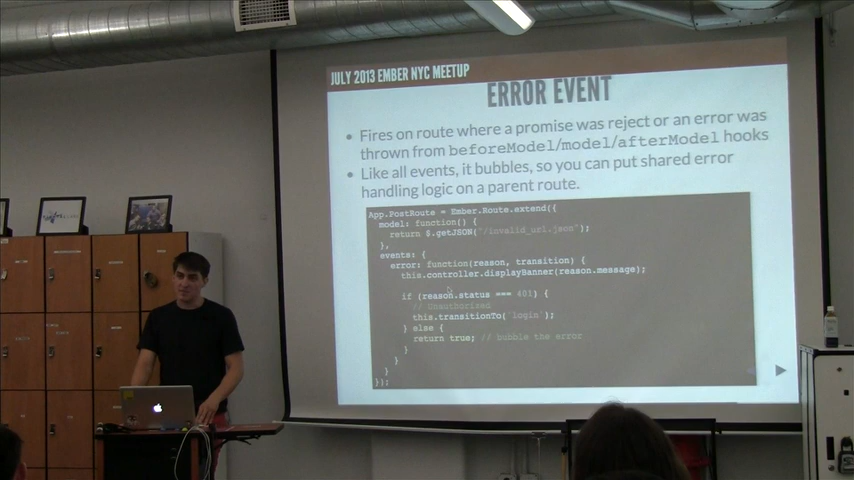 JULY 2013 EMBER NYC MEETUP
ERROR EVENT
• Fires on route where a promise was reject or an error was
thrown from beforeModel/model/afterModel hooks
• Like all events, it bubbles, so you can put shared error
handling logic on a parent route.
App.PostRoute = Ember.Route.extend({
model: function() {
return $.getJSON("/invalid_url.json");
},
events: {
error: function(reason, transition) {
this.controller.displayBanner(reason.message);
if (reason.status === 401) {
// Unauthorized
this.transitionTo('login');
} else {
return true; // bubble the error
}
}
}
});